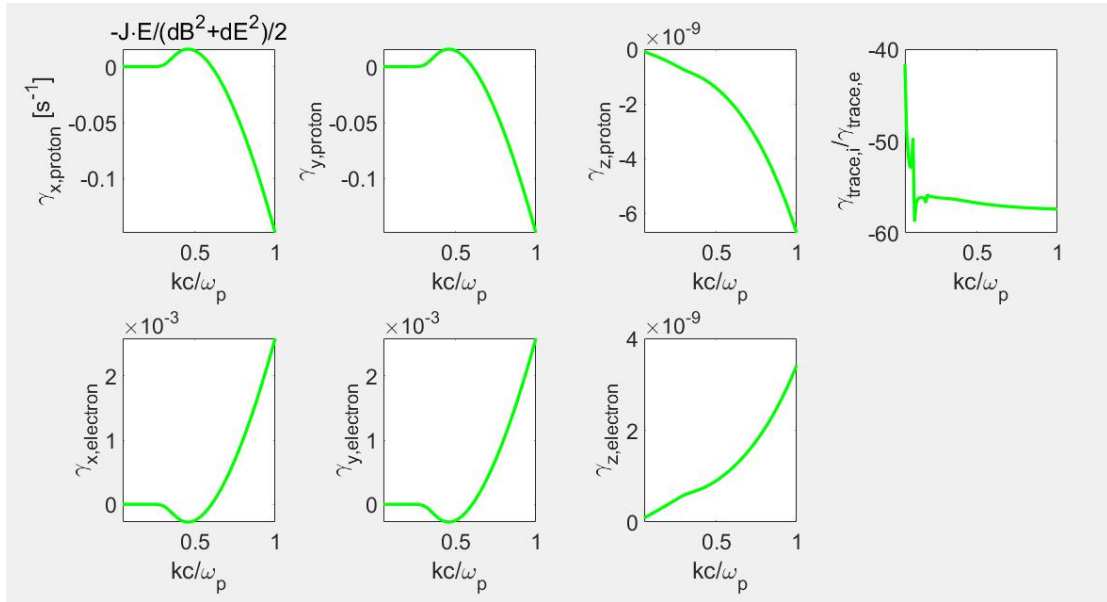 -J·E/(dB²+dE²)/2
γx,proton [s⁻¹]
0
-0.05
-0.1
0.5 1
kc/ωp
γy,proton
0
-0.05
-0.1
0.5 1
kc/ωp
×10⁻⁹
γz,proton
0
-2
-4
-6
0.5 1
kc/ωp
γtrace,i/γtrace,e
-40
-50
-60
0.5 1
kc/ωp
×10⁻³
γx,electron
2
1
0
0.5 1
kc/ωp
×10⁻³
γy,electron
2
1
0
0.5 1
kc/ωp
×10⁻⁹
γz,electron
4
2
0
0.5 1
kc/ωp